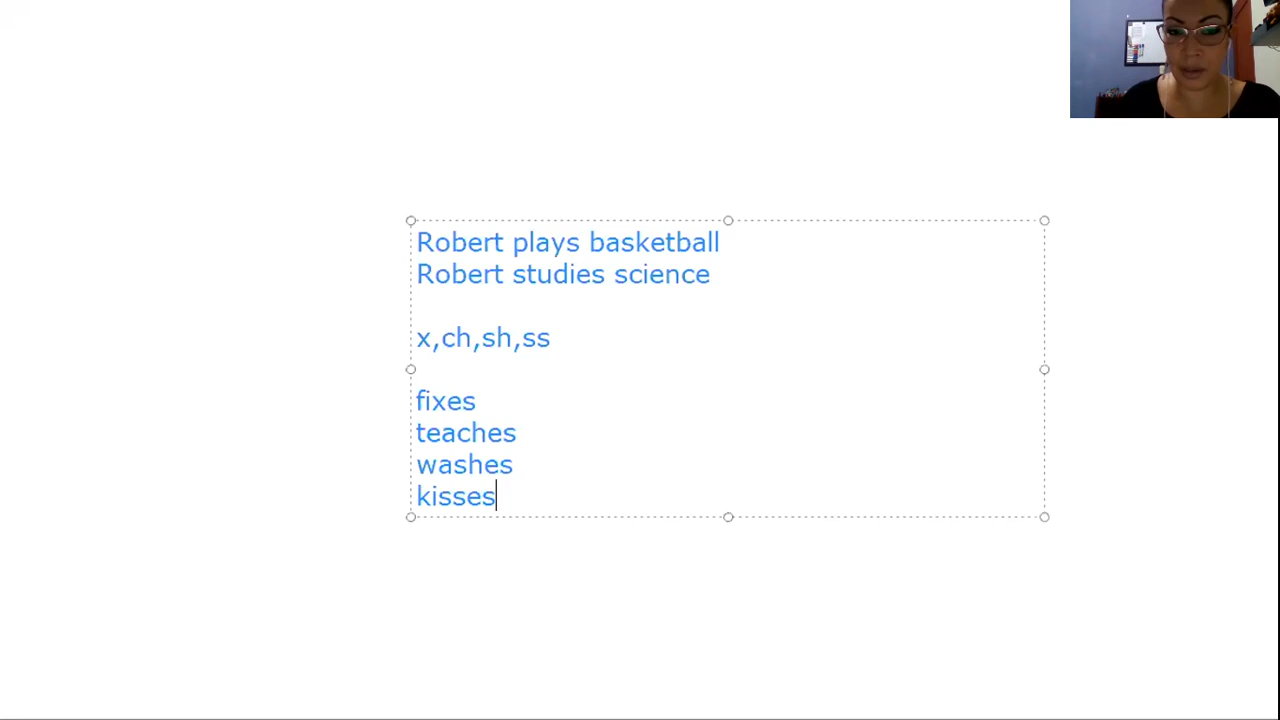 Robert plays basketball
Robert studies science
x,ch,sh,ss
fixes
teaches
washes
kisses